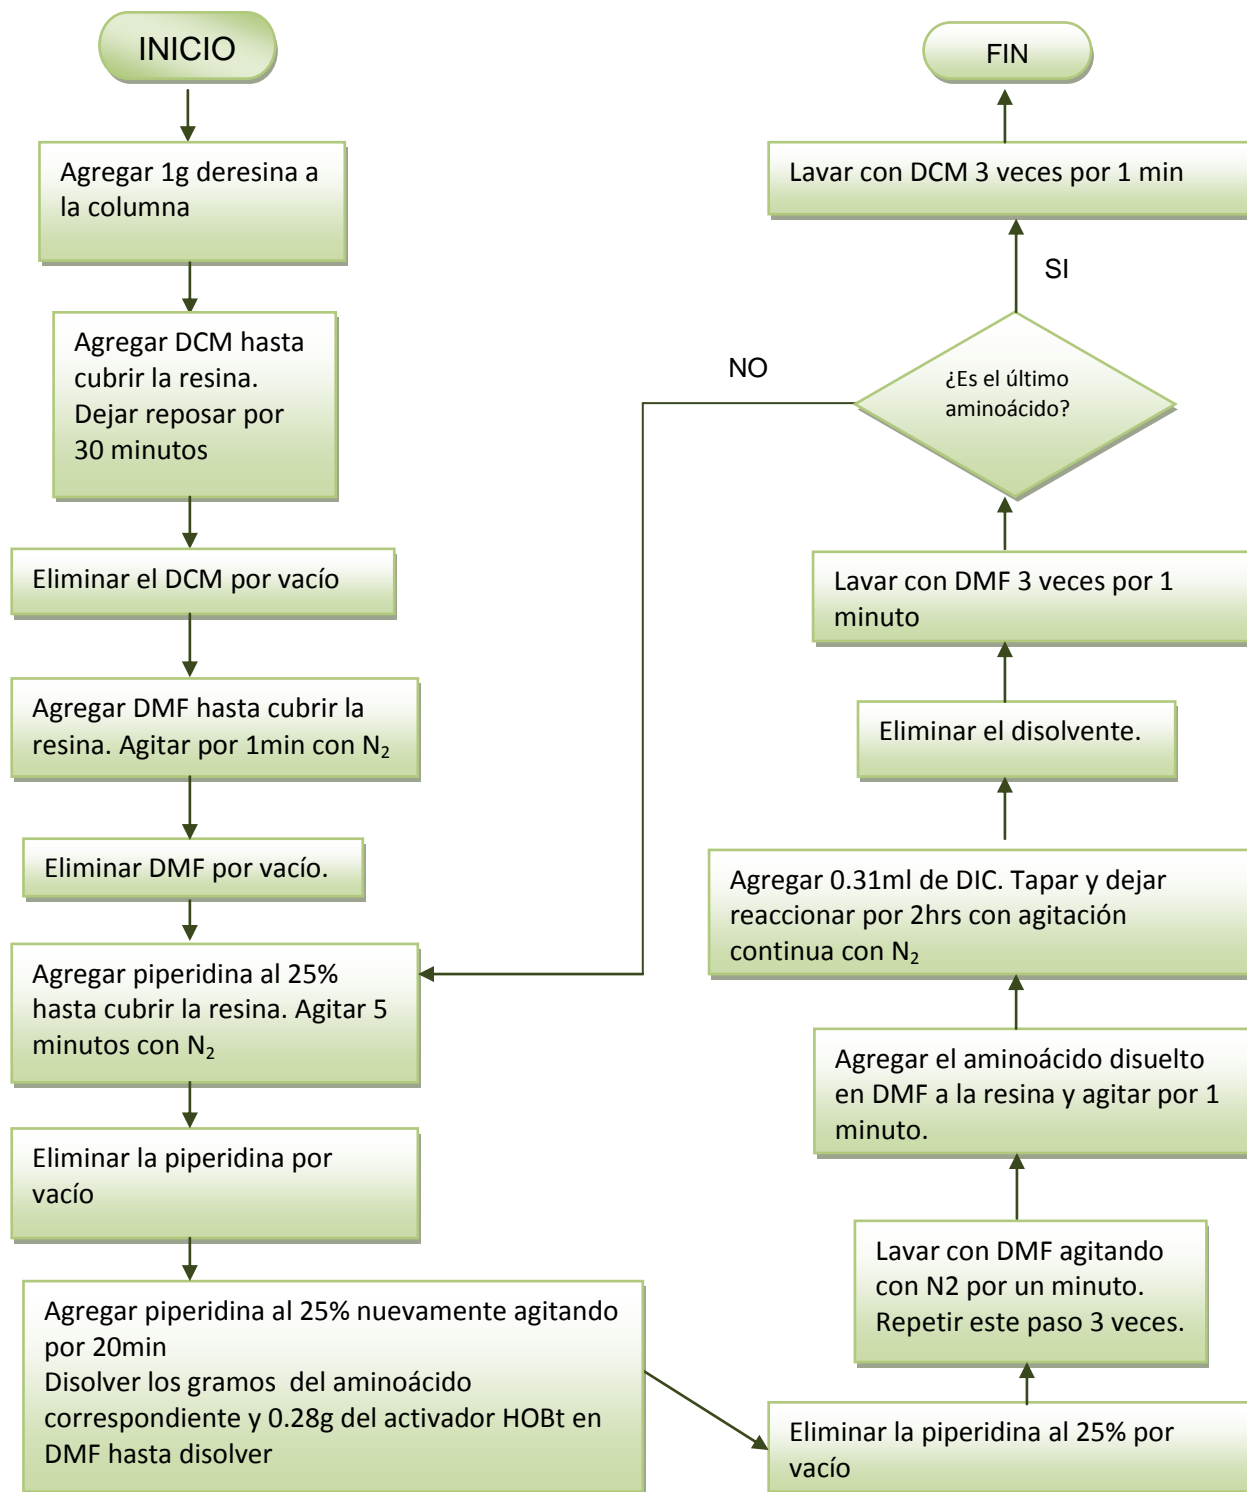 INICIO
Agregar 1g deresina a
la columna
Agregar DCM hasta
cubrir la resina.
Dejar reposar por
30 minutos
Eliminar el DCM por vacío
Agregar DMF hasta cubrir la
resina. Agitar por 1min con N₂
Eliminar DMF por vacío.
Agregar piperidina al 25%
hasta cubrir la resina. Agitar 5
minutos con N₂
Eliminar la piperidina por
vacío
Agregar piperidina al 25% nuevamente agitando
por 20min
Disolver los gramos  del aminoácido
correspondiente y 0.28g del activador HOBt en
DMF hasta disolver
Eliminar la piperidina al 25% por
vacío
Lavar con DMF agitando
con N2 por un minuto.
Repetir este paso 3 veces.
Agregar el aminoácido disuelto
en DMF a la resina y agitar por 1
minuto.
Agregar 0.31ml de DIC. Tapar y dejar
reaccionar por 2hrs con agitación
continua con N₂
Eliminar el disolvente.
Lavar con DMF 3 veces por 1
minuto
¿Es el último
aminoácido?
NO
SI
Lavar con DCM 3 veces por 1 min
FIN